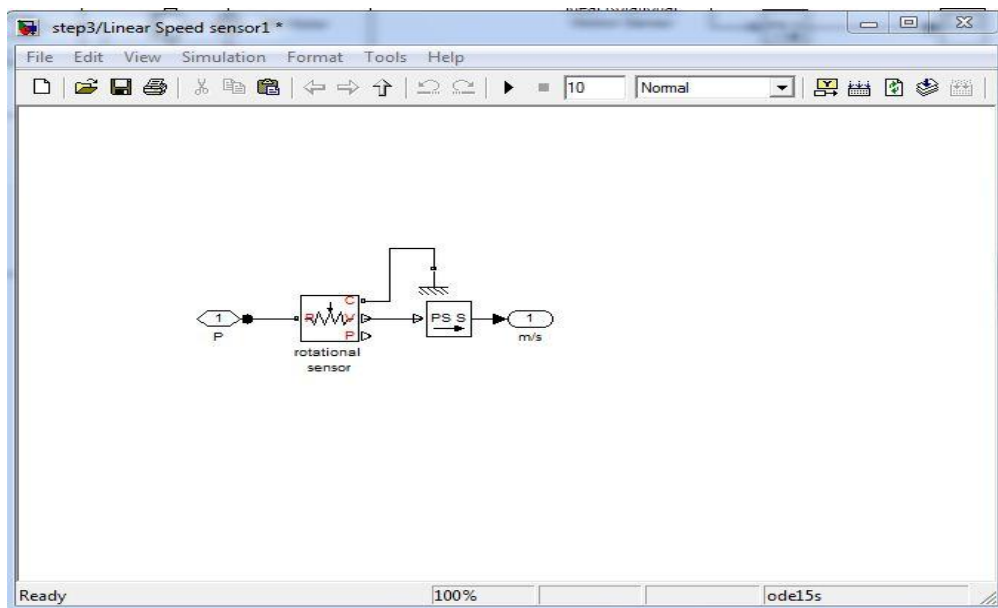 step3/Linear Speed sensor1 *
File Edit View Simulation Format Tools Help
10 Normal
C
1 R V PS S 1
P P m/s
rotational
sensor
Ready 100% ode15s